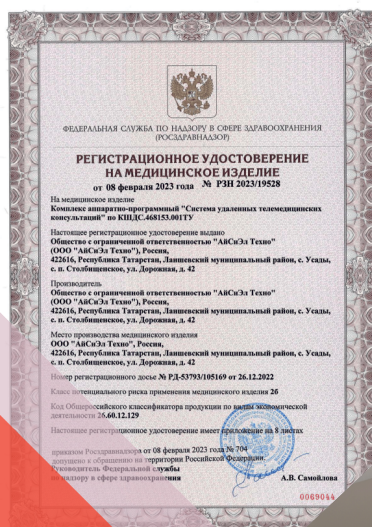 ФЕДЕРАЛЬНАЯ СЛУЖБА ПО НАДЗОРУ В СФЕРЕ ЗДРАВООХРАНЕНИЯ
(РОСЗДРАВНАДЗОР)
РЕГИСТРАЦИОННОЕ УДОСТОВЕРЕНИЕ
НА МЕДИЦИНСКОЕ ИЗДЕЛИЕ
от 08 февраля 2023 года № РЗН 2023/19528
На медицинское изделие
Комплекс аппаратно-программный "Система удаленных телемедицинских
консультаций" по КЦДС.468153.001ТУ
Настоящее регистрационное удостоверение выдано
Общество с ограниченной ответственностью "АйСиЭл Техно"
(ООО "АйСиЭл Техно"), Россия,
422616, Республика Татарстан, Лаишевский муниципальный район, с. Усады,
с. п. Столбищенское, ул. Дорожная, д. 42
Производитель
Общество с ограниченной ответственностью "АйСиЭл Техно"
(ООО "АйСиЭл Техно"), Россия,
422616, Республика Татарстан, Лаишевский муниципальный район, с. Усады,
с. п. Столбищенское, ул. Дорожная, д. 42
Место производства медицинского изделия
ООО "АйСиЭл Техно", Россия,
422616, Республика Татарстан, Лаишевский муниципальный район, с. Усады,
с. п. Столбищенское, ул. Дорожная, д. 42
Номер регистрационного досье № РД-53793/105169 от 26.12.2022
Класс потенциального риска применения медицинского изделия 2б
Код Общероссийского классификатора продукции по видам экономической
деятельности 26.60.12.129
Настоящее регистрационное удостоверение имеет приложение на 8 листах
приказом Росздравнадзора от 08 февраля 2023 года № 704
допущено к обращению на территории Российской Федерации.
Руководитель Федеральной службы
по надзору в сфере здравоохранения А.В. Самойлова
0069044